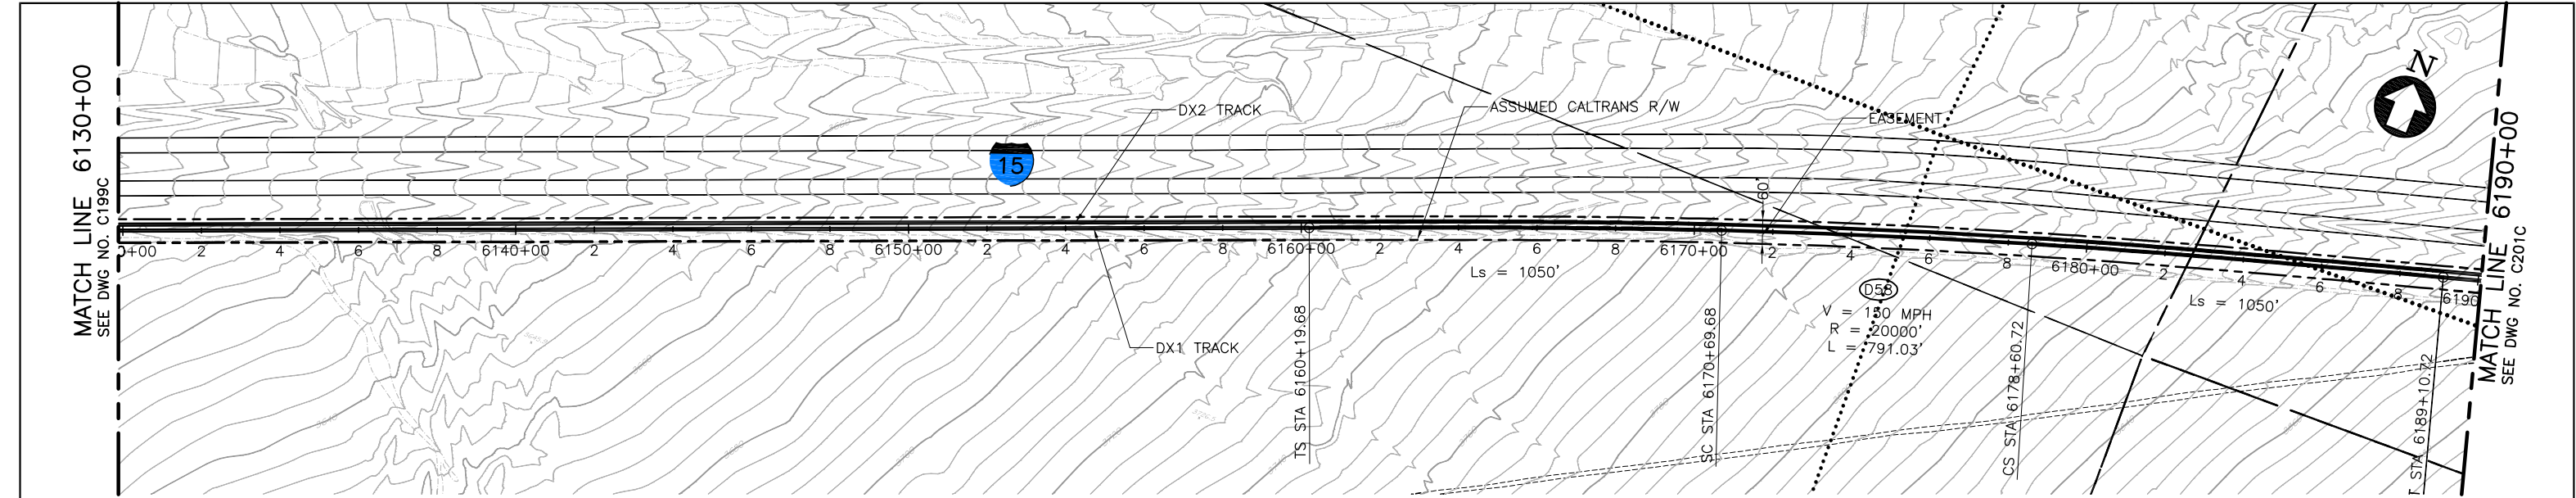 MATCH LINE 6130+00
SEE DWG NO. C199C
DX2 TRACK
ASSUMED CALTRANS R/W
EASEMENT
N
15
60'
0+00 2 4 6 8 6140+00 2 4 6 8 6150+00 2 4 6 8 6160+00 2 4 6 8 6170+00 2 4 6 8 6180+00 2 4 6 8 6190
Ls = 1050'
Ls = 1050'
DX1 TRACK
D58
V = 150 MPH
R = 20000'
L = 791.03'
TS STA 6160+19.68
SC STA 6170+69.68
CS STA 6178+60.72
STA 6189+10.72
MATCH LINE 6190+00
SEE DWG NO. C201C